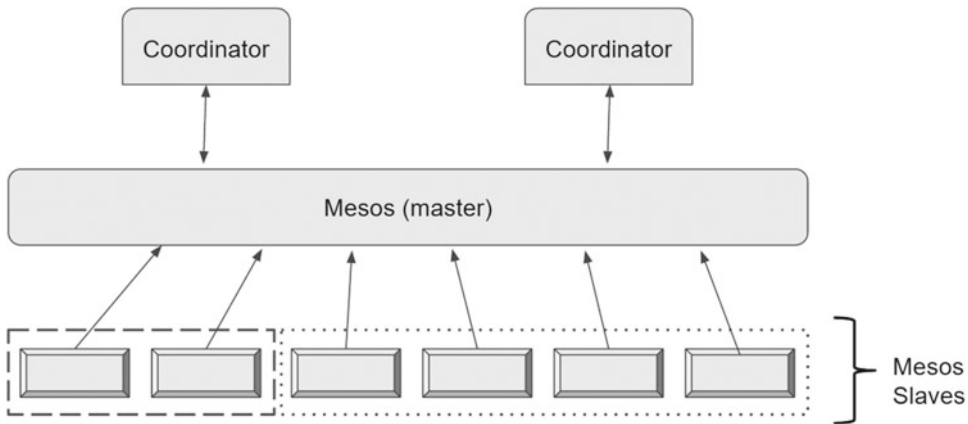 Coordinator
Coordinator
Mesos (master)
Mesos
Slaves